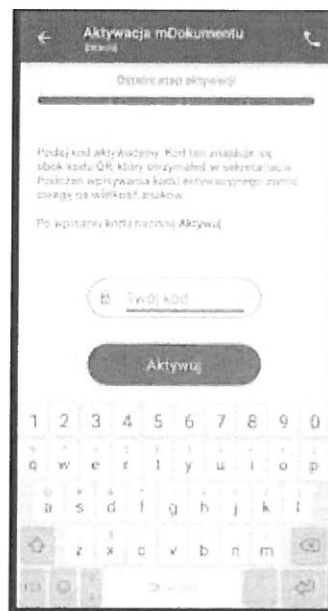 Aktywacja mDokumentu
Ostatni etap aktywacji
Podaj kod aktywacyjny. Kod ten znajduje się
obok kodu QR, który otrzymałeś w sekretariacie.
Podczas wpisywania kodu aktywacyjnego zwróć
uwagę na wielkość znaków.
Po wpisaniu kodu naciśnij Aktywuj
Twój kod
Aktywuj
1 2 3 4 5 6 7 8 9 0
q w e r t y u i o p
a s d f g h j k l
z x c v b n m